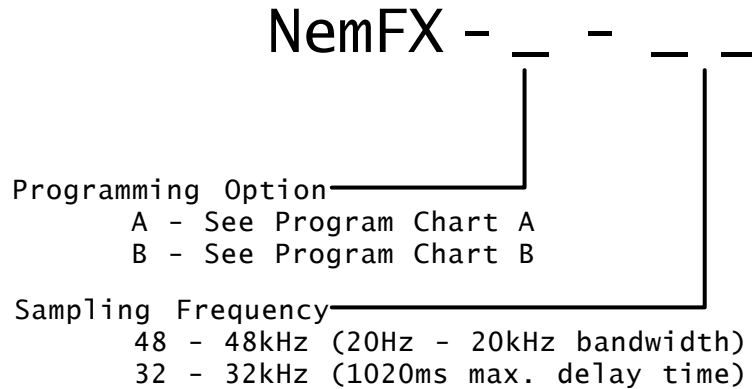 NemFX - _ - _ _
Programming Option
A - See Program Chart A
B - See Program Chart B
Sampling Frequency
48 - 48kHz (20Hz - 20kHz bandwidth)
32 - 32kHz (1020ms max. delay time)